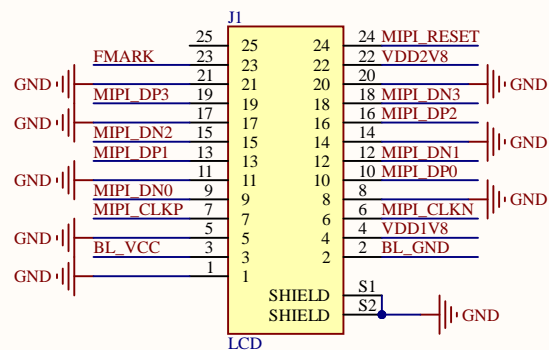 J1
25 25 24 24 MIPI_RESET
FMARK 23 23 22 22 VDD2V8
GND 21 21 20 20 GND
MIPI_DP3 19 19 18 18 MIPI_DN3
GND 17 17 16 16 MIPI_DP2
MIPI_DN2 15 15 14 14 GND
MIPI_DP1 13 13 12 12 MIPI_DN1
GND 11 11 10 10 MIPI_DP0
MIPI_DN0 9 9 8 8 GND
MIPI_CLKP 7 7 6 6 MIPI_CLKN
GND 5 5 4 4 VDD1V8
BL_VCC 3 3 2 2 BL_GND
GND 1 1
SHIELD S1
SHIELD S2 GND
LCD